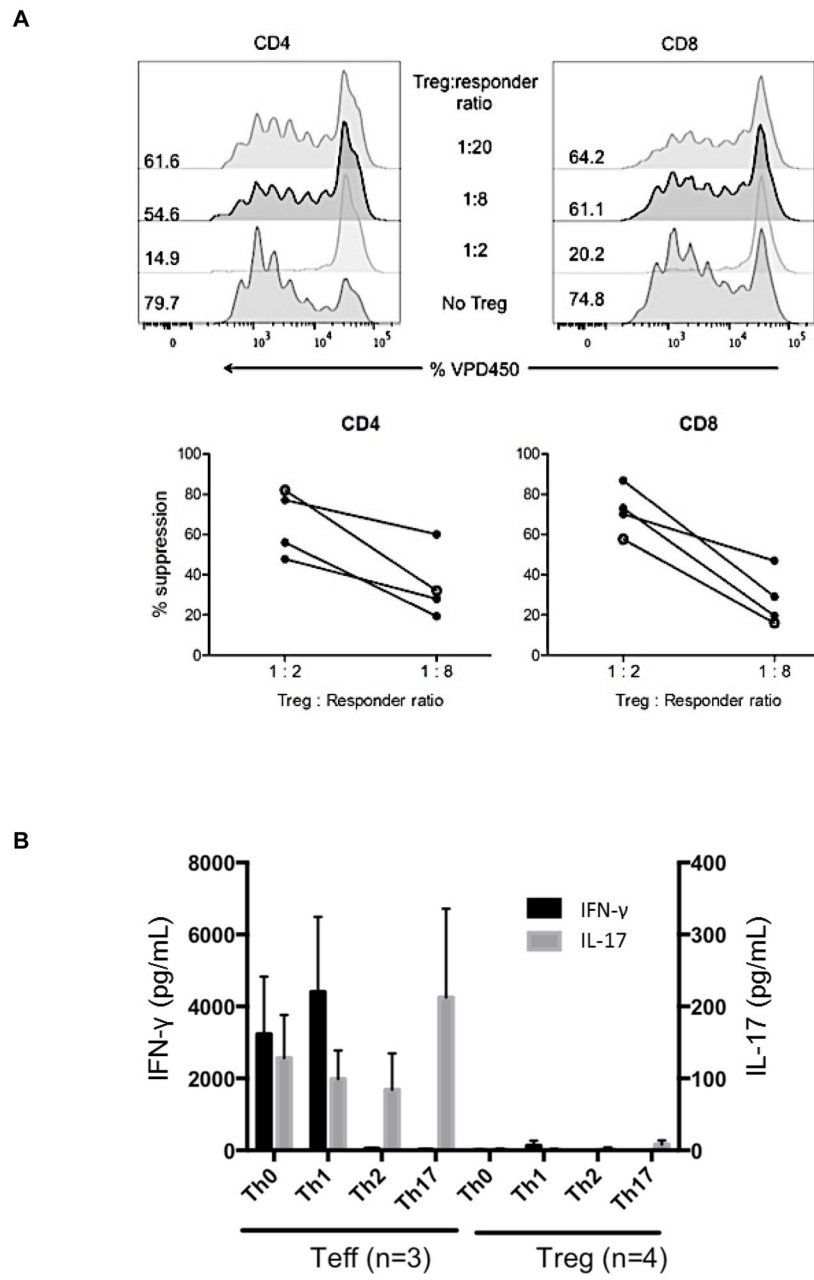 A
CD4
CD8
Treg:responder
ratio
61.6
1:20
64.2
54.6
1:8
61.1
14.9
1:2
20.2
79.7
No Treg
74.8
0 10³ 10⁴ 10⁵
0 10³ 10⁴ 10⁵
% VPD450
CD4
CD8
% suppression
100
80
60
40
20
0
100
80
60
40
20
0
1 : 2 1 : 8
1 : 2 1 : 8
Treg : Responder ratio
Treg : Responder ratio
B
IFN-γ (pg/mL)
8000
6000
4000
2000
0
IFN-γ
IL-17
400
300
200
100
0
IL-17 (pg/mL)
Th0 Th1 Th2 Th17 Th0 Th1 Th2 Th17
Teff (n=3) Treg (n=4)